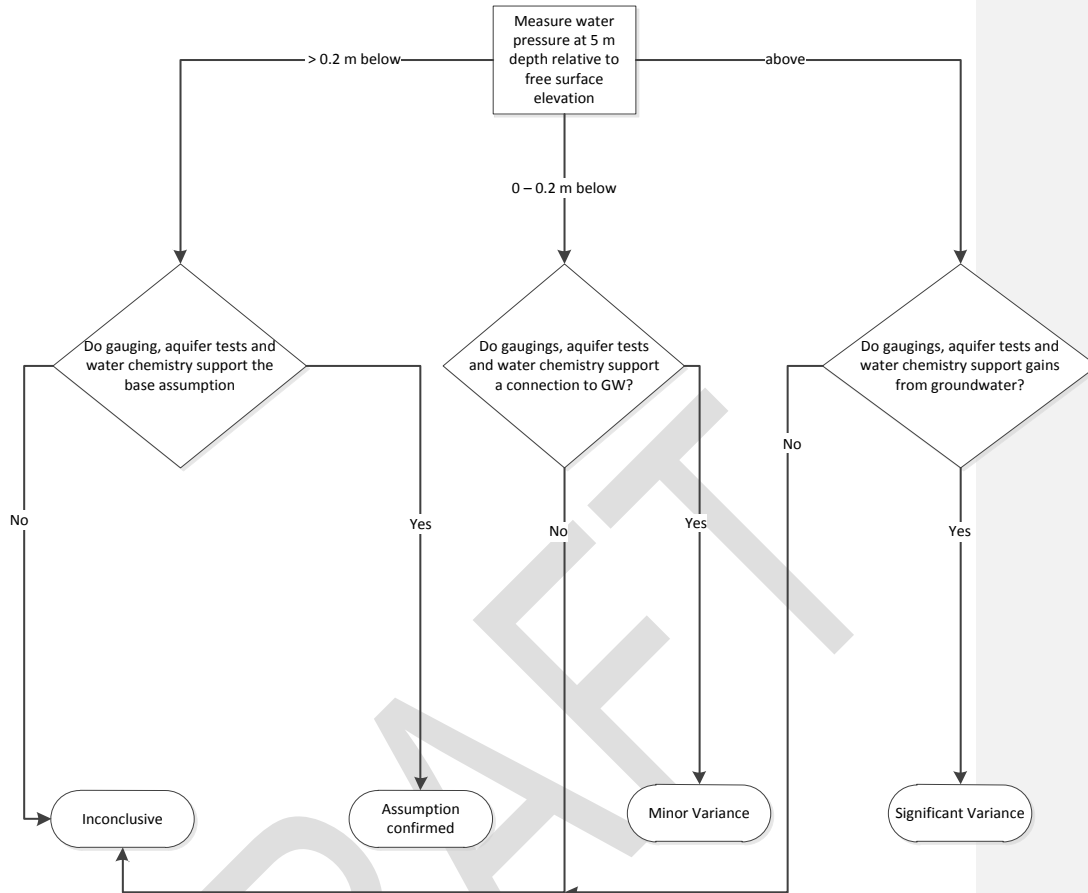 Measure water
pressure at 5 m
depth relative to
free surface
elevation
> 0.2 m below
above
0 – 0.2 m below
Do gauging, aquifer tests and
water chemistry support the
base assumption
Do gaugings, aquifer tests
and water chemistry support
a connection to GW?
Do gaugings, aquifer tests and
water chemistry support gains
from groundwater?
No
Yes
No
Yes
No
Yes
Inconclusive
Assumption
confirmed
Minor Variance
Significant Variance
DRAFT